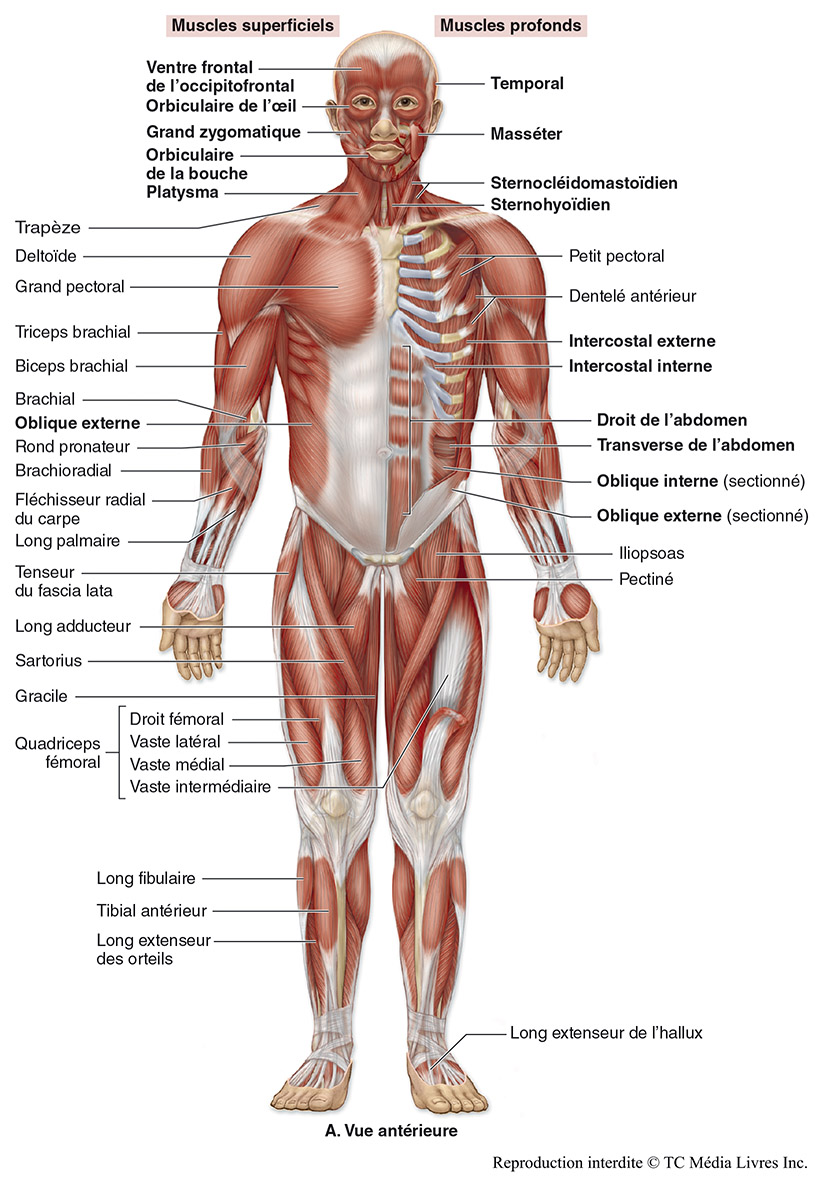 Muscles superficiels
Muscles profonds
Ventre frontal
de l’occipitofrontal
Orbiculaire de l’œil
Grand zygomatique
Orbiculaire
de la bouche
Platysma
Trapèze
Deltoïde
Grand pectoral
Triceps brachial
Biceps brachial
Brachial
Oblique externe
Rond pronateur
Brachioradial
Fléchisseur radial
du carpe
Long palmaire
Tenseur
du fascia lata
Long adducteur
Sartorius
Gracile
Quadriceps
fémoral
Droit fémoral
Vaste latéral
Vaste médial
Vaste intermédiaire
Long fibulaire
Tibial antérieur
Long extenseur
des orteils
Temporal
Masséter
Sternocléidomastoïdien
Sternohyoïdien
Petit pectoral
Dentelé antérieur
Intercostal externe
Intercostal interne
Droit de l’abdomen
Transverse de l’abdomen
Oblique interne (sectionné)
Oblique externe (sectionné)
Iliopsoas
Pectiné
Long extenseur de l’hallux
A. Vue antérieure
Reproduction interdite © TC Média Livres Inc.